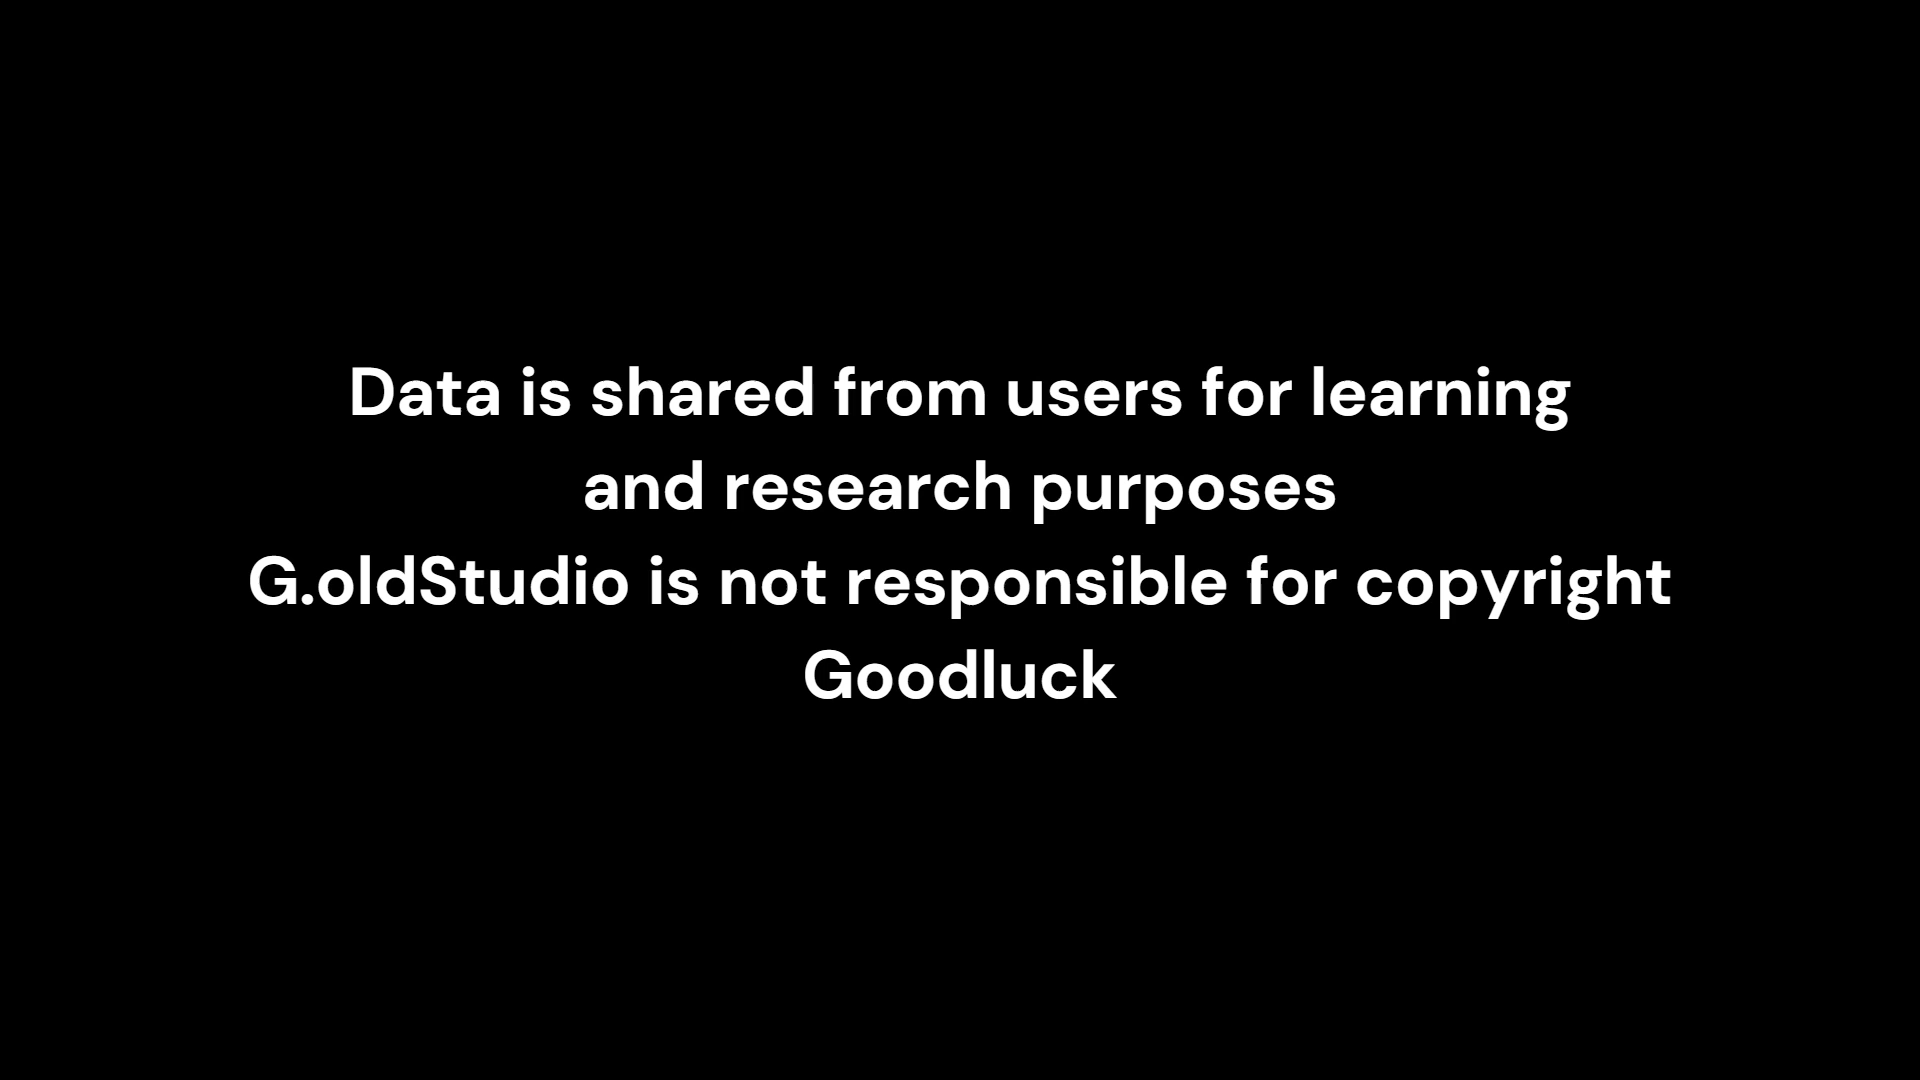 Data is shared from users for learning
and research purposes
G.oldStudio is not responsible for copyright
Goodluck